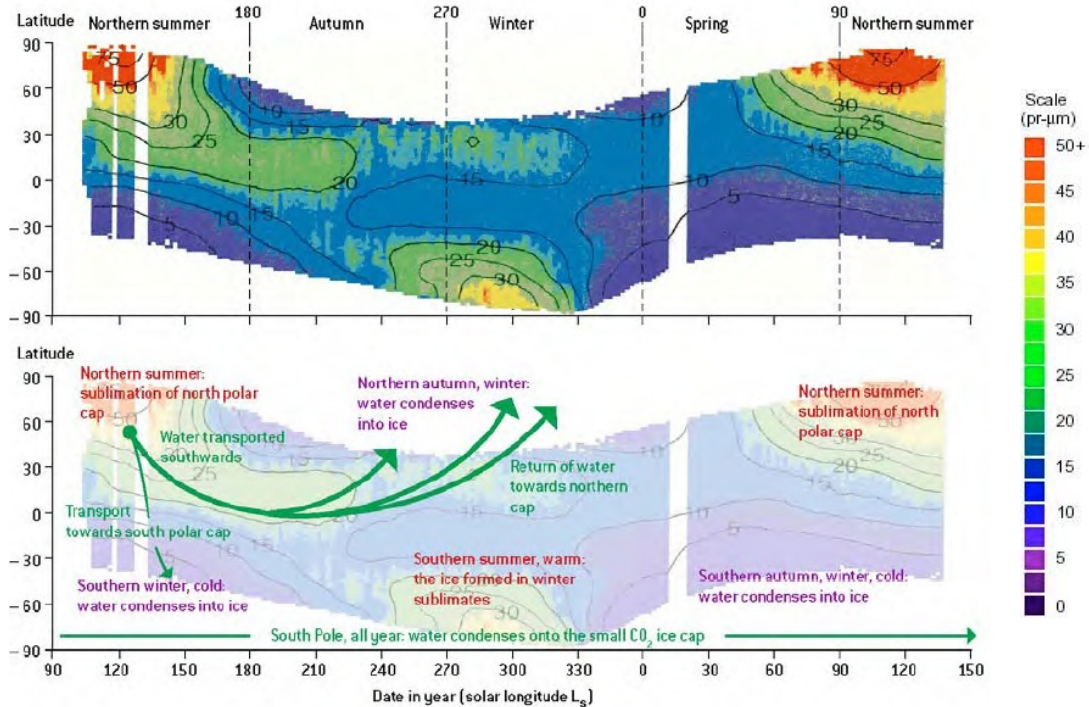 Latitude
Northern summer
180
Autumn
270
Winter
0
Spring
90
Northern summer
90
60
30
0
-30
-60
-90
75
50
30
25
20
15
10
5
10
15
20
15
20
25
30
10
10
5
75
50
30
25
20
15
Scale
(pr-µm)
50+
45
40
35
30
25
20
15
10
5
0
Latitude
90
60
30
0
-30
-60
-90
Northern summer:
sublimation of north polar
cap
Water transported
southwards
Transport
towards south polar cap
Southern winter, cold:
water condenses into ice
Northern autumn, winter:
water condenses
into ice
Return of water
towards northern
cap
Southern summer, warm:
the ice formed in winter
sublimates
Northern summer:
sublimation of north
polar cap
Southern autumn, winter, cold:
water condenses into ice
South Pole, all year: water condenses onto the small CO₂ ice cap
90 120 150 180 210 240 270 300 330 0 30 60 90 120 150
Date in year (solar longitude Lₛ)